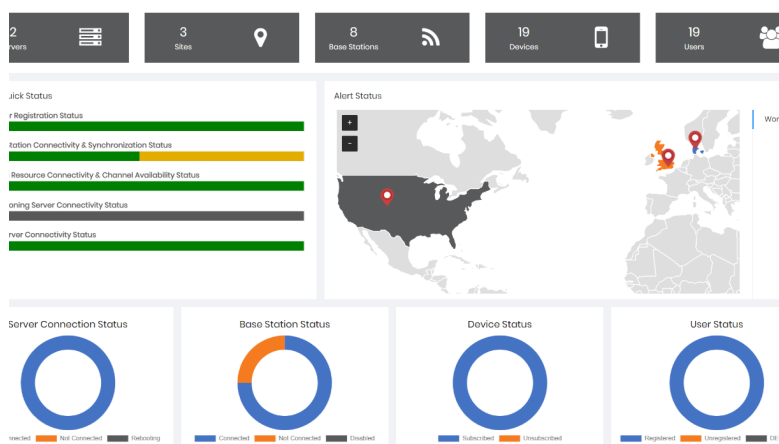 2
3
8
19
19
rvers
Sites
Base Stations
Devices
Users
uick Status
Alert Status
r Registration Status
tation Connectivity & Synchronization Status
Resource Connectivity & Channel Availability Status
oning Server Connectivity Status
rver Connectivity Status
+
-
Wor
Server Connection Status
Base Station Status
Device Status
User Status
nnected Not Connected Rebooting
Connected Not Connected Disabled
Subscribed Unsubscribed
Registered Unregistered DE